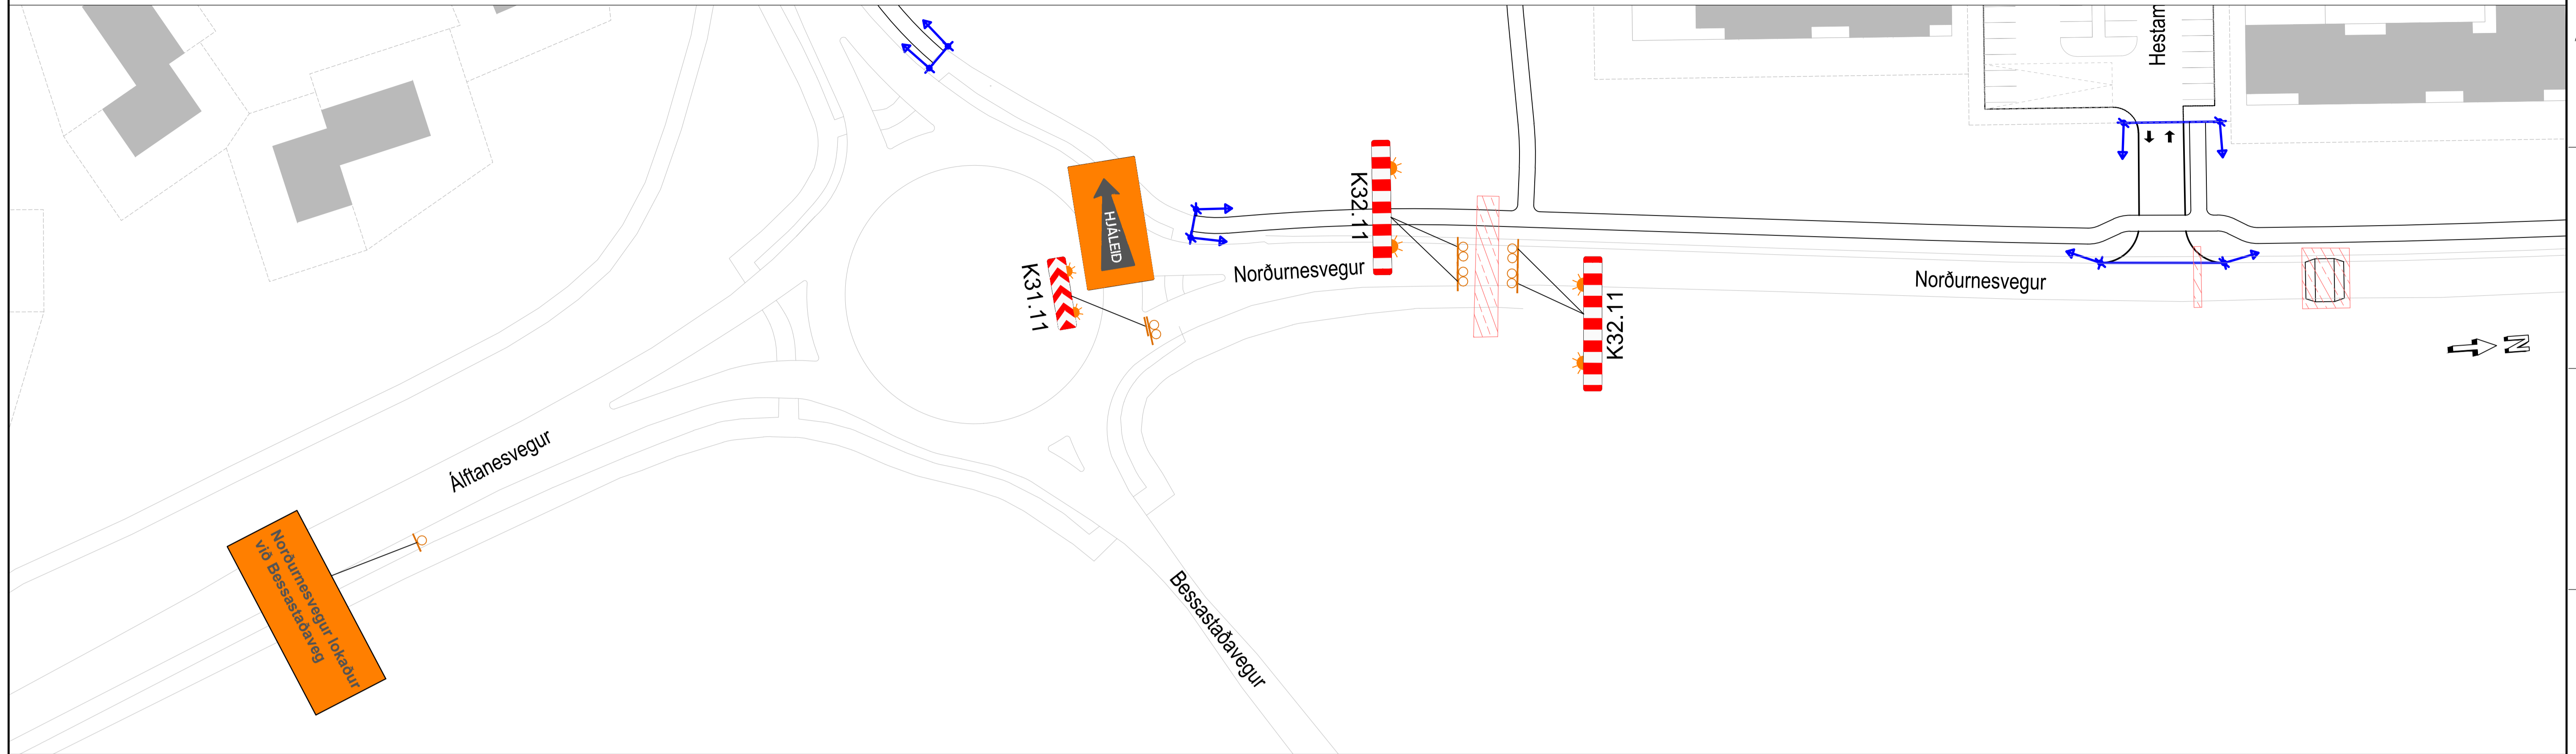 Hestam
K32.11
HJÁLEIÐ
K31.11
Norðurnesvegur
Norðurnesvegur
K32.11
N
Álftanesvegur
Norðurnesvegur lokaður
við Bessastaðaveg
Bessastaðavegur